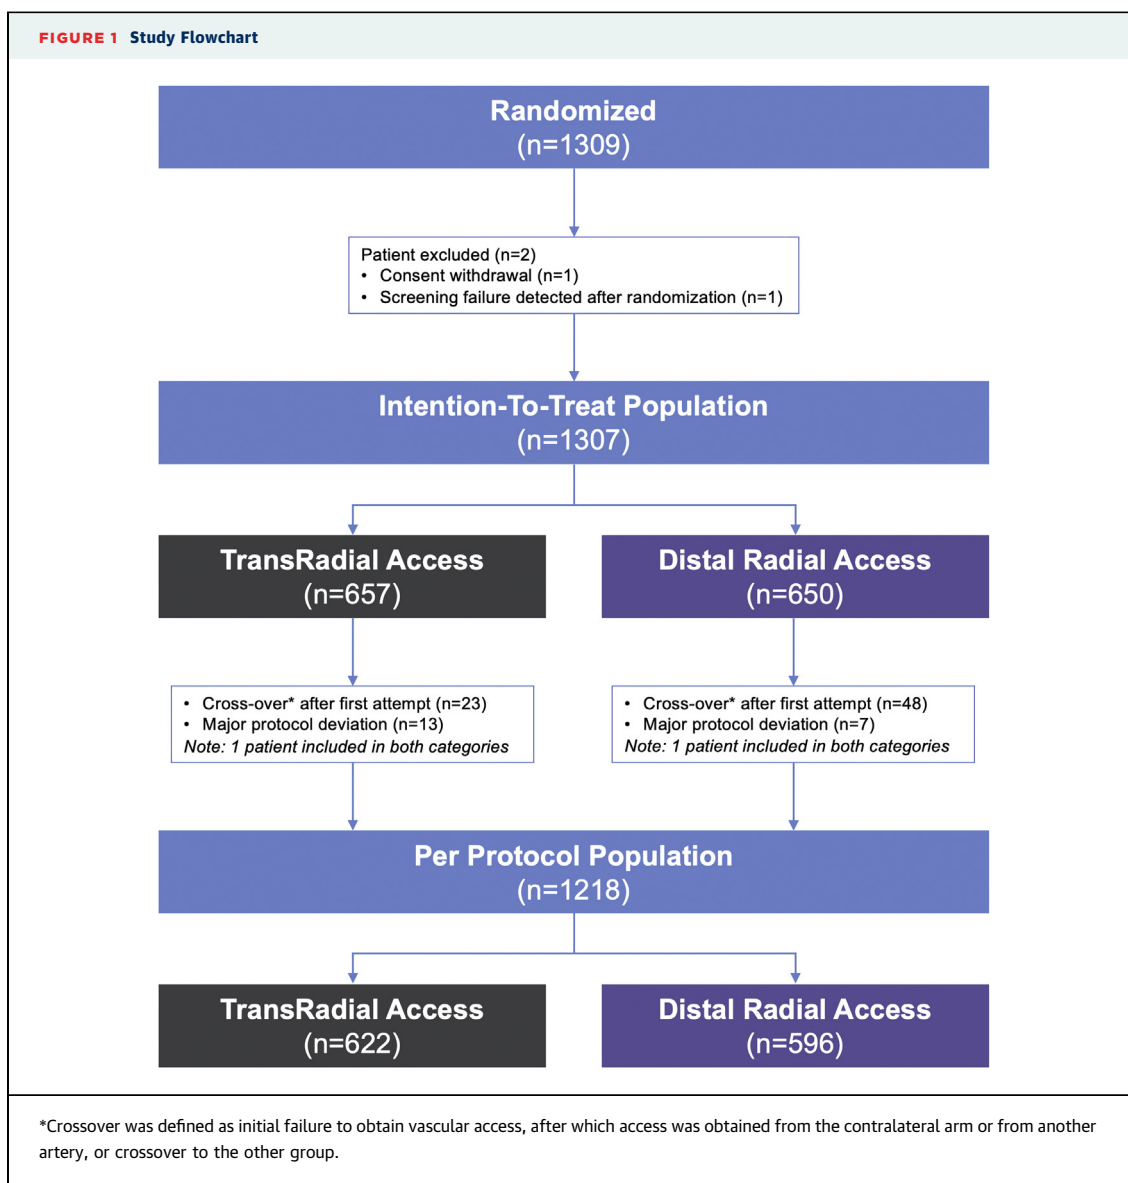 FIGURE 1 Study Flowchart
Randomized
(n=1309)
Patient excluded (n=2)
• Consent withdrawal (n=1)
• Screening failure detected after randomization (n=1)
Intention-To-Treat Population
(n=1307)
TransRadial Access
(n=657)
Distal Radial Access
(n=650)
• Cross-over* after first attempt (n=23)
• Major protocol deviation (n=13)
Note: 1 patient included in both categories
• Cross-over* after first attempt (n=48)
• Major protocol deviation (n=7)
Note: 1 patient included in both categories
Per Protocol Population
(n=1218)
TransRadial Access
(n=622)
Distal Radial Access
(n=596)
*Crossover was defined as initial failure to obtain vascular access, after which access was obtained from the contralateral arm or from another
artery, or crossover to the other group.